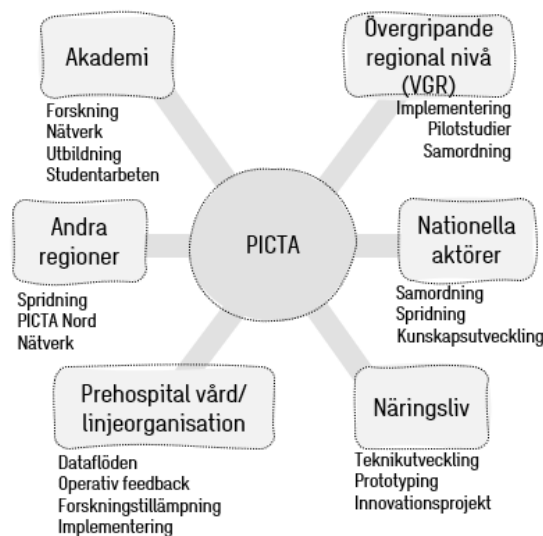 Akademi
Forskning
Nätverk
Utbildning
Studentarbeten
Övergripande
regional nivå
(VGR)
Implementering
Pilotstudier
Samordning
Andra
regioner
Spridning
PICTA Nord
Nätverk
PICTA
Nationella
aktörer
Samordning
Spridning
Kunskapsutveckling
Prehospital vård/
linjeorganisation
Dataflöden
Operativ feedback
Forskningstillämpning
Implementering
Näringsliv
Teknikutveckling
Prototyping
Innovationsprojekt